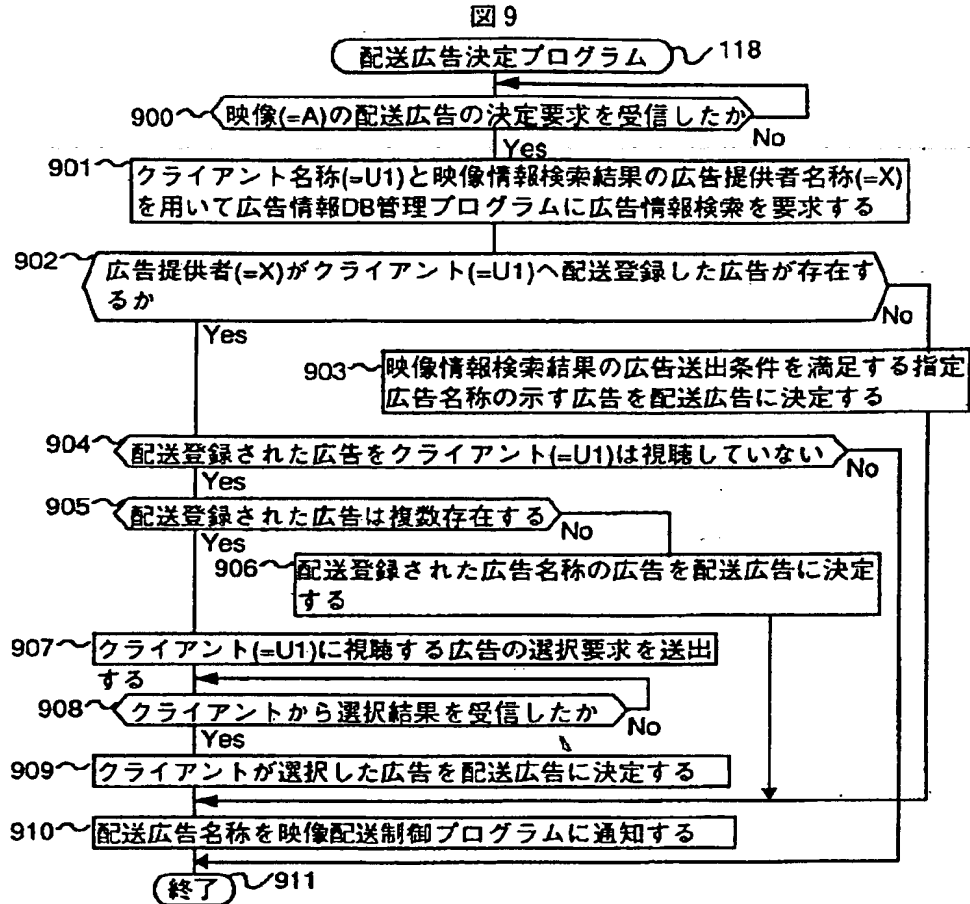 図9
配送広告決定プログラム
118
900
映像(=A)の配送広告の決定要求を受信したか
No
Yes
901
クライアント名称(=U1)と映像情報検索結果の広告提供者名称(=X)
を用いて広告情報DB管理プログラムに広告情報検索を要求する
902
広告提供者(=X)がクライアント(=U1)へ配送登録した広告が存在す
るか
No
Yes
903
映像情報検索結果の広告送出条件を満足する指定
広告名称の示す広告を配送広告に決定する
904
配送登録された広告をクライアント(=U1)は視聴していない
No
Yes
905
配送登録された広告は複数存在する
No
Yes
906
配送登録された広告名称の広告を配送広告に決定
する
907
クライアント(=U1)に視聴する広告の選択要求を送出
する
908
クライアントから選択結果を受信したか
No
Yes
909
クライアントが選択した広告を配送広告に決定する
910
配送広告名称を映像配送制御プログラムに通知する
終了
911